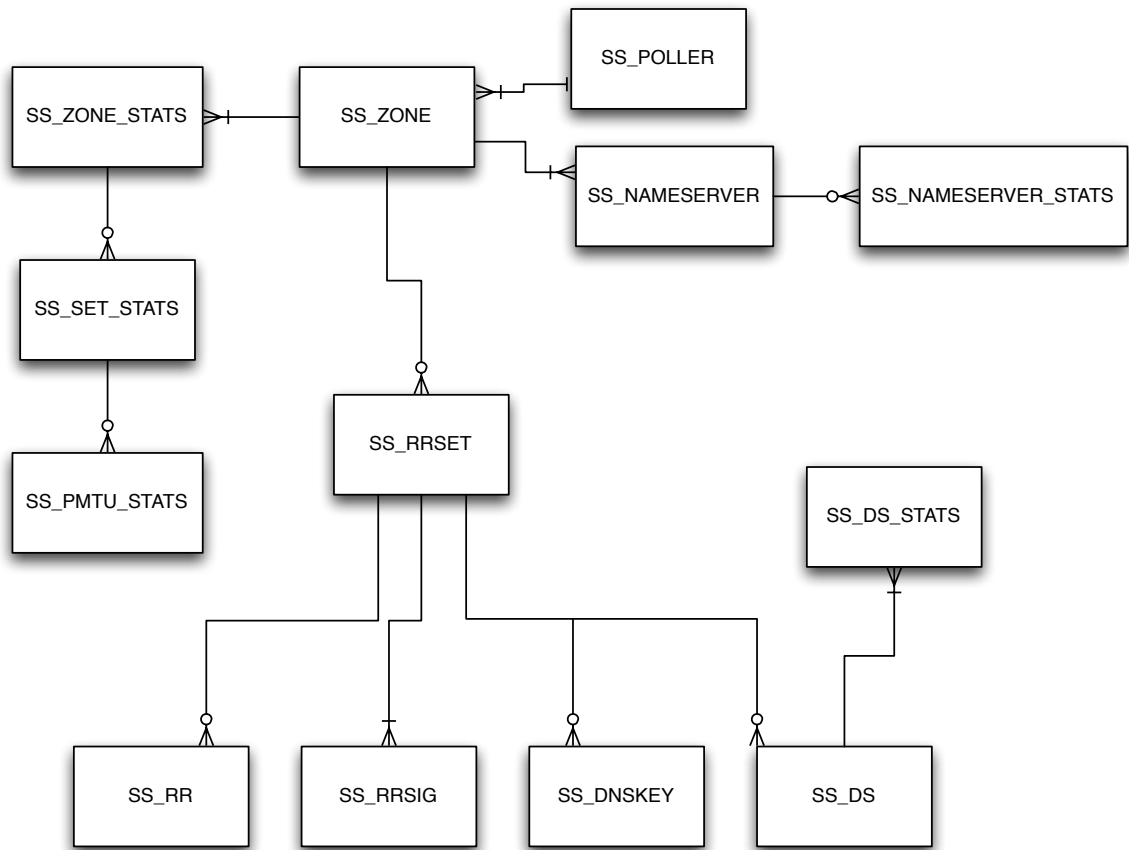 SS_POLLER
SS_ZONE_STATS
SS_ZONE
SS_NAMESERVER
SS_NAMESERVER_STATS
SS_SET_STATS
SS_RRSET
SS_PMTU_STATS
SS_DS_STATS
SS_RR
SS_RRSIG
SS_DNSKEY
SS_DS